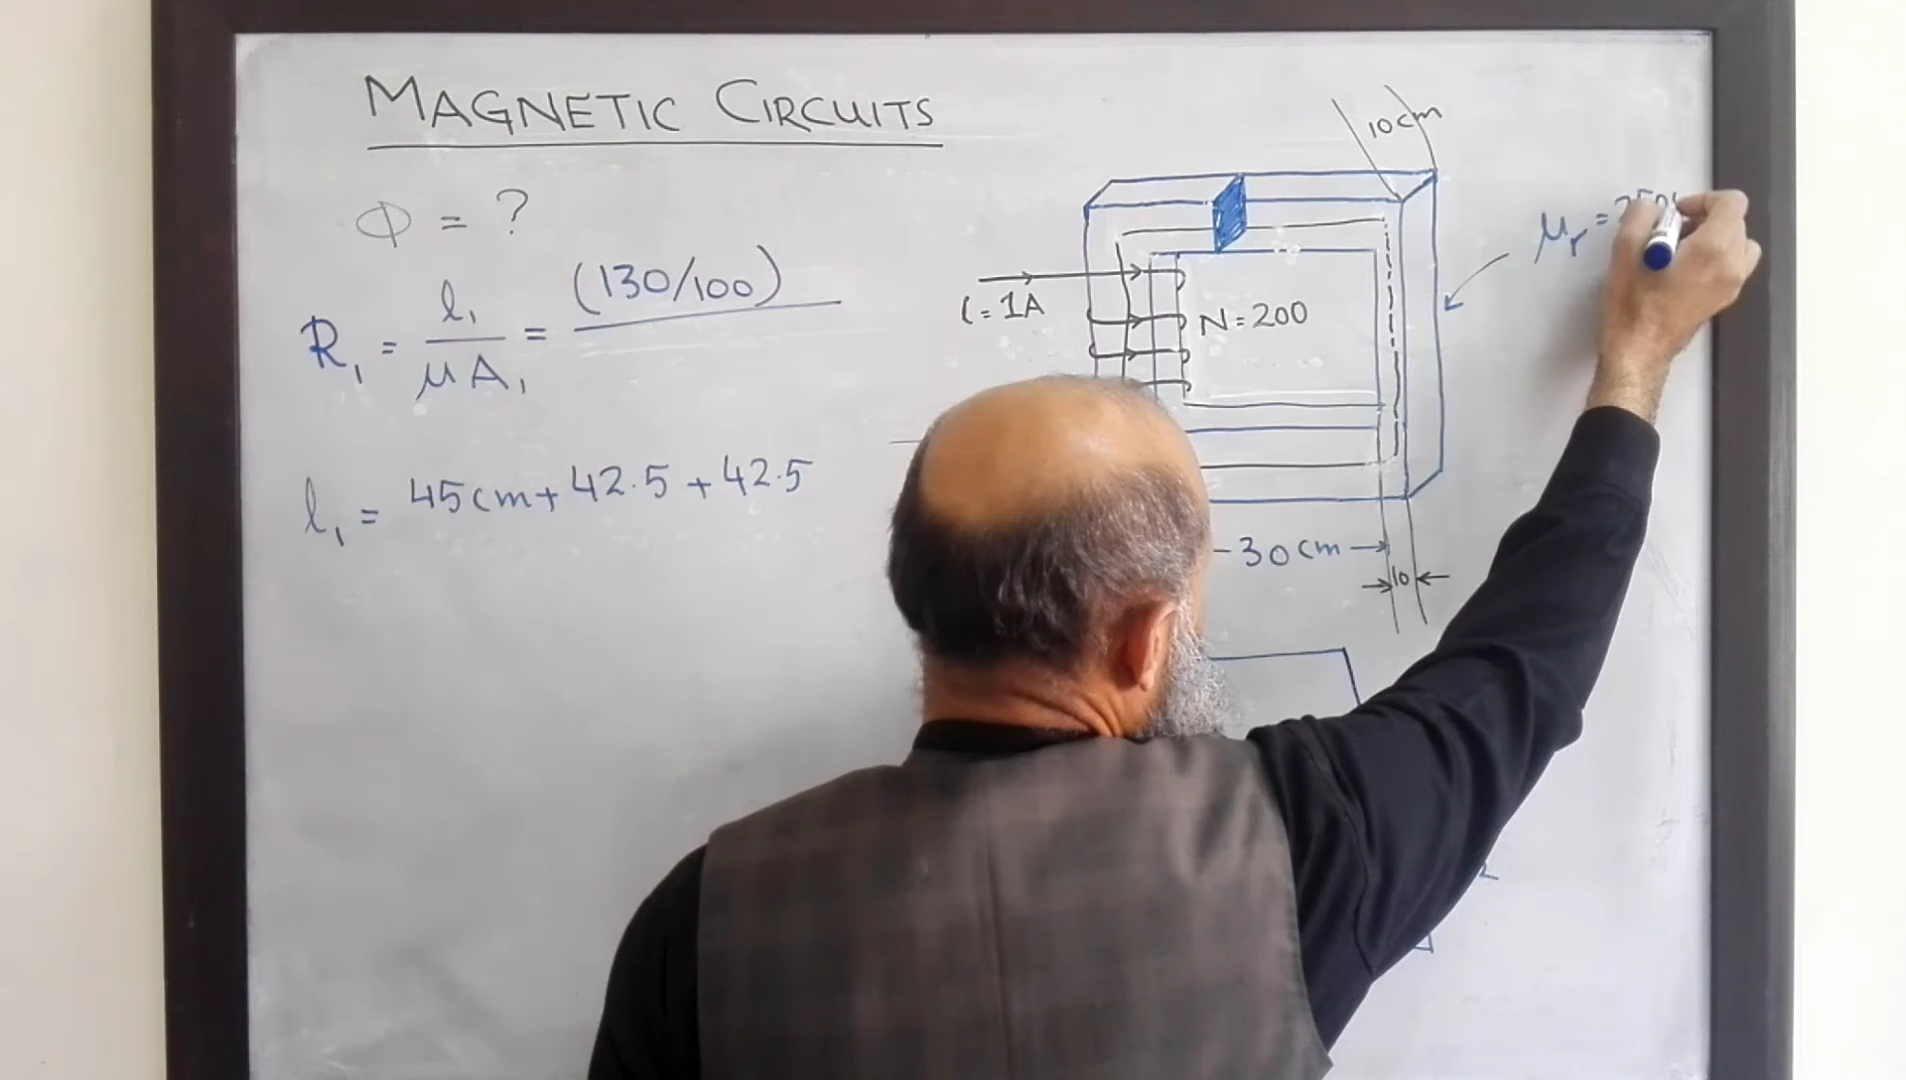 MAGNETIC CIRCUITS
Φ = ?
R₁ = l₁ / μA₁ = (130/100)
l₁ = 45cm + 42.5 + 42.5
10cm
μr =
i = 1A
N = 200
30cm
10